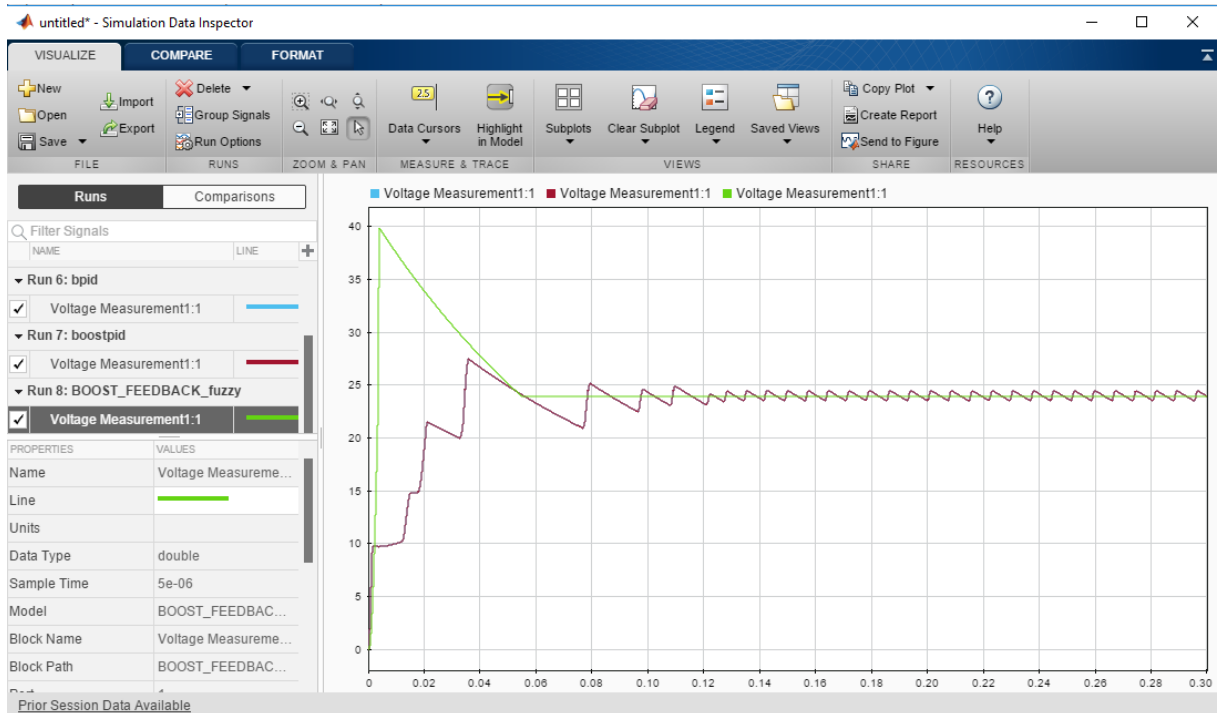 untitled* - Simulation Data Inspector
VISUALIZE COMPARE FORMAT
New
Open
Save
Import
Export
FILE
Delete
Group Signals
Run Options
RUNS
ZOOM & PAN
2.5
Data Cursors
Highlight
in Model
MEASURE & TRACE
Subplots
Clear Subplot
Legend
Saved Views
VIEWS
Copy Plot
Create Report
Send to Figure
SHARE
?
Help
RESOURCES
Runs Comparisons
Filter Signals
NAME LINE
Run 6: bpid
Voltage Measurement1:1
Run 7: boostpid
Voltage Measurement1:1
Run 8: BOOST_FEEDBACK_fuzzy
Voltage Measurement1:1
PROPERTIES VALUES
Name Voltage Measureme...
Line
Units
Data Type double
Sample Time 5e-06
Model BOOST_FEEDBAC...
Block Name Voltage Measureme...
Block Path BOOST_FEEDBAC...
Prior Session Data Available
Voltage Measurement1:1 Voltage Measurement1:1 Voltage Measurement1:1
40
35
30
25
20
15
10
5
0
0 0.02 0.04 0.06 0.08 0.10 0.12 0.14 0.16 0.18 0.20 0.22 0.24 0.26 0.28 0.30